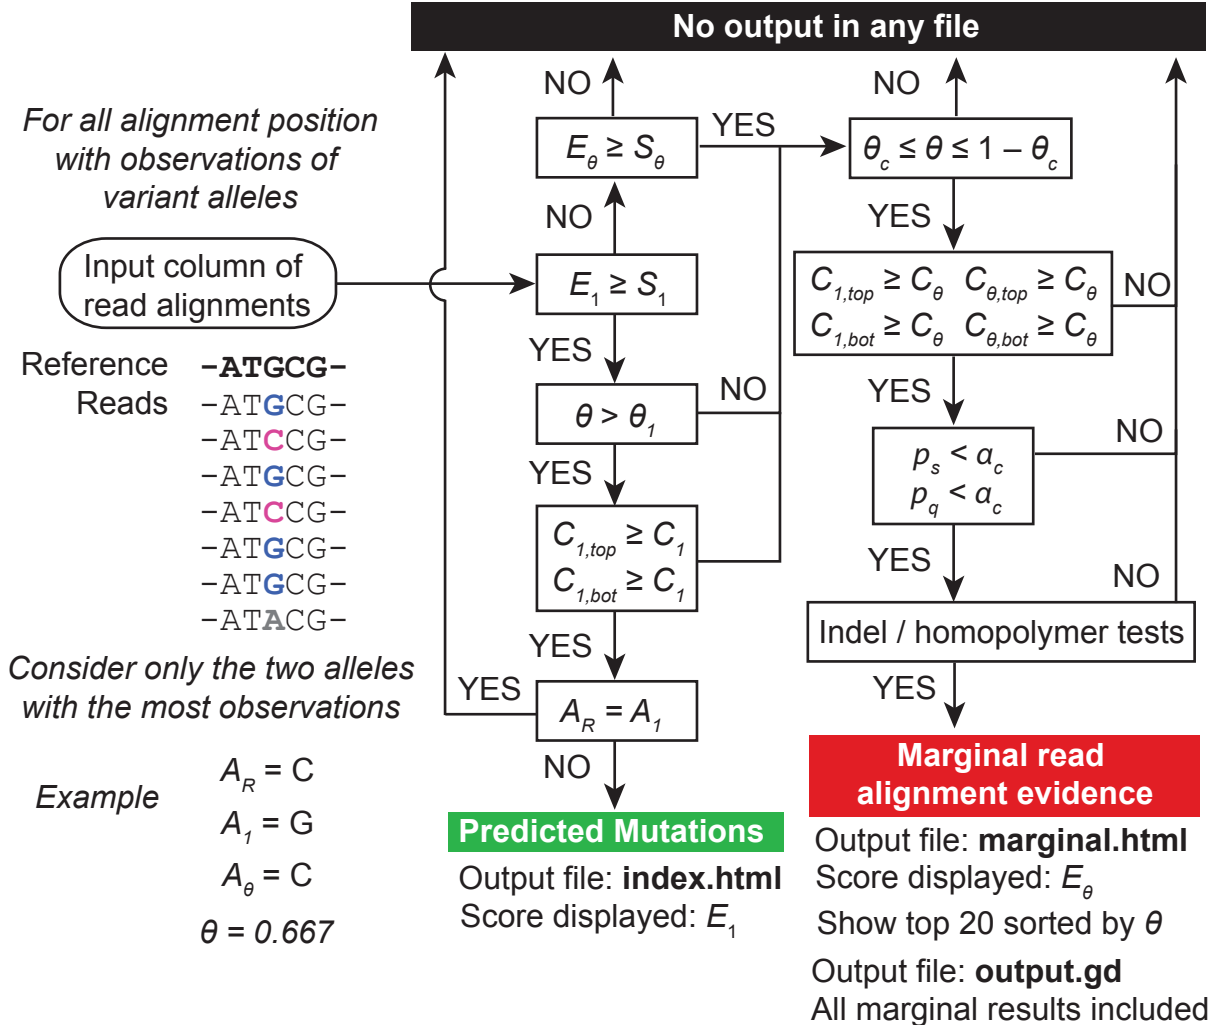 No output in any file
For all alignment position
with observations of
variant alleles
Input column of
read alignments
Reference
Reads
–ATGCG–
–ATGCG–
–ATCCG–
–ATGCG–
–ATCCG–
–ATGCG–
–ATGCG–
–ATACG–
Consider only the two alleles
with the most observations
Example
A_R = C
A_1 = G
A_θ = C
θ = 0.667
NO
E_θ ≥ S_θ
YES
NO
E_1 ≥ S_1
YES
θ > θ_1
NO
YES
C_1,top ≥ C_1
C_1,bot ≥ C_1
YES
YES
A_R = A_1
NO
Predicted Mutations
Output file: index.html
Score displayed: E_1
NO
θ_c ≤ θ ≤ 1 – θ_c
YES
C_1,top ≥ C_θ C_θ,top ≥ C_θ
C_1,bot ≥ C_θ C_θ,bot ≥ C_θ
NO
YES
p_s < α_c
p_q < α_c
NO
YES
NO
Indel / homopolymer tests
YES
Marginal read
alignment evidence
Output file: marginal.html
Score displayed: E_θ
Show top 20 sorted by θ
Output file: output.gd
All marginal results included